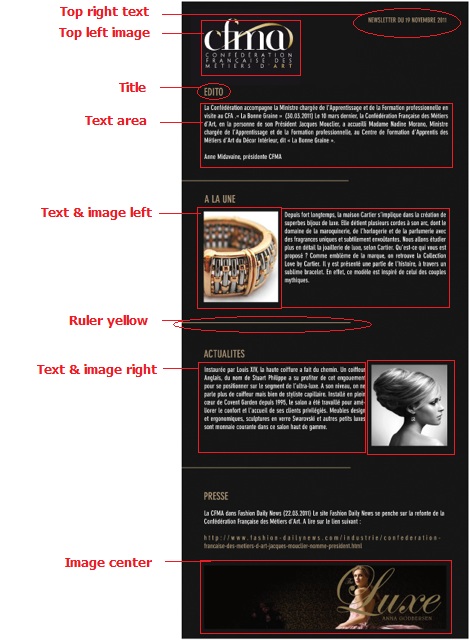 Top right text
NEWSLETTER DU 19 NOVEMBRE 2011
Top left image
cfma
CONFÉDÉRATION
FRANÇAISE DES
MÉTIERS D'ART
Title
EDITO
Text area
La Confédération accompagne la Ministre chargée de l'Apprentissage et de la Formation professionnelle en
visite au CFA .« La Bonne Graine » (30.03.2011) Le 10 mars dernier, la Confédération Française des Métiers
d'Art, en la personne de son Président Jacques Mouclier, a accueilli Madame Nadine Morano, Ministre
chargée de l'Apprentissage et de la formation professionnelle, au Centre de formation d'Apprentis des
Métiers d'Art du Décor Intérieur, dit « La Bonne Graine ».
Anne Midavaine, présidente CFMA
A LA UNE
Text & image left
Depuis fort longtemps, la maison Cartier s'implique dans la création de
superbes bijoux de luxe. Elle détient plusieurs cordes à son arc, dont le
domaine de la maroquinerie, de l'horlogerie et de la parfumerie avec
des fragrances uniques et subtilement envoûtantes. Nous allons étudier
plus en détail la joaillerie de luxe, selon Cartier. Qu'est-ce qui vous est
proposé ? Comme emblème de la marque, on retrouve la Collection
Love by Cartier. Il y est présenté une partie de l'histoire, à travers un
sublime bracelet. En effet, ce modèle est inspiré de celui des couples
mythiques.
Ruler yellow
ACTUALITES
Text & image right
Instaurée par Louis XIV, la haute coiffure a fait du chemin. Un coiffeur
Anglais, du nom de Stuart Philippe a su profiter de cet engouement
pour se positionner sur le segment de l'ultra-luxe. A son niveau, on ne
parle plus de coiffeur mais bien de styliste capillaire. Installé en plein
cœur de Covent Garden depuis 1995, le salon a été travaillé pour amé-
liorer le confort et l'accueil de ses clients privilégiés. Meubles design
et ergonomiques, sculptures en verre Swarovski et autres petits luxes
sont monnaie courante dans ce salon haut de gamme.
PRESSE
La CFMA dans Fashion Daily News (22.03.2011) Le site Fashion Daily News se penche sur la refonte de la
Confédération Française des Métiers d'Art. A lire sur le lien suivant :
http://www.fashion-dailynews.com/industrie/confederation-
francaise-des-metiers-d-art-jacques-mouclier-nomme-president.html
Image center
Luxe
ANNA GODBERSEN